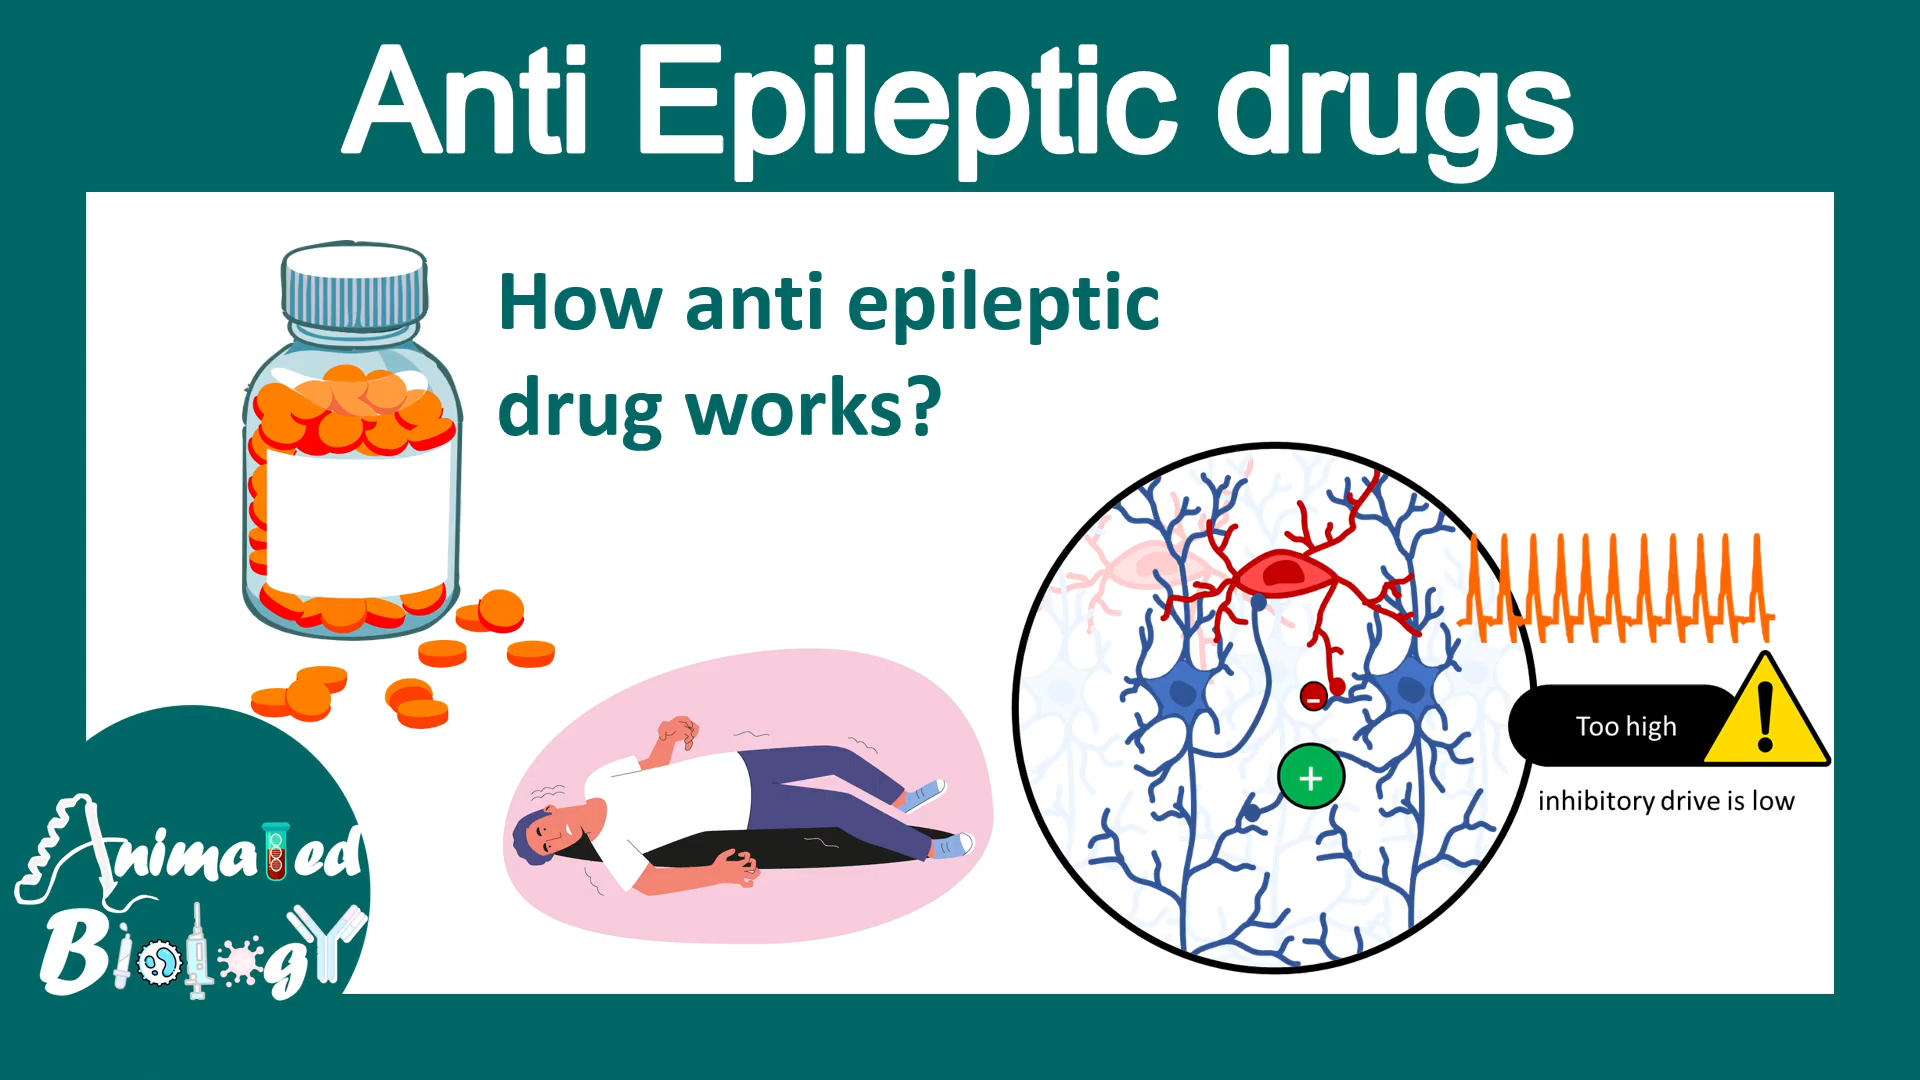 Anti Epileptic drugs
How anti epileptic
drug works?
-
+
Too high
!
inhibitory drive is low
Animated
BiologY